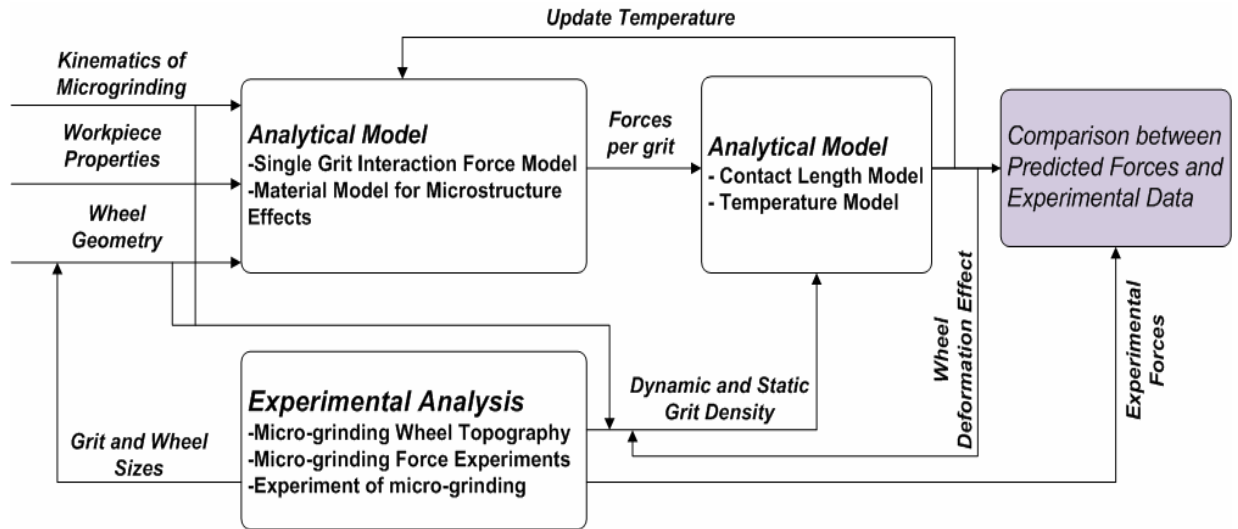 Update Temperature
Kinematics of
Microgrinding
Workpiece
Properties
Wheel
Geometry
Analytical Model
-Single Grit Interaction Force Model
-Material Model for Microstructure
Effects
Forces
per grit
Analytical Model
- Contact Length Model
- Temperature Model
Comparison between
Predicted Forces and
Experimental Data
Wheel
Deformation Effect
Experimental
Forces
Dynamic and Static
Grit Density
Experimental Analysis
-Micro-grinding Wheel Topography
-Micro-grinding Force Experiments
-Experiment of micro-grinding
Grit and Wheel
Sizes